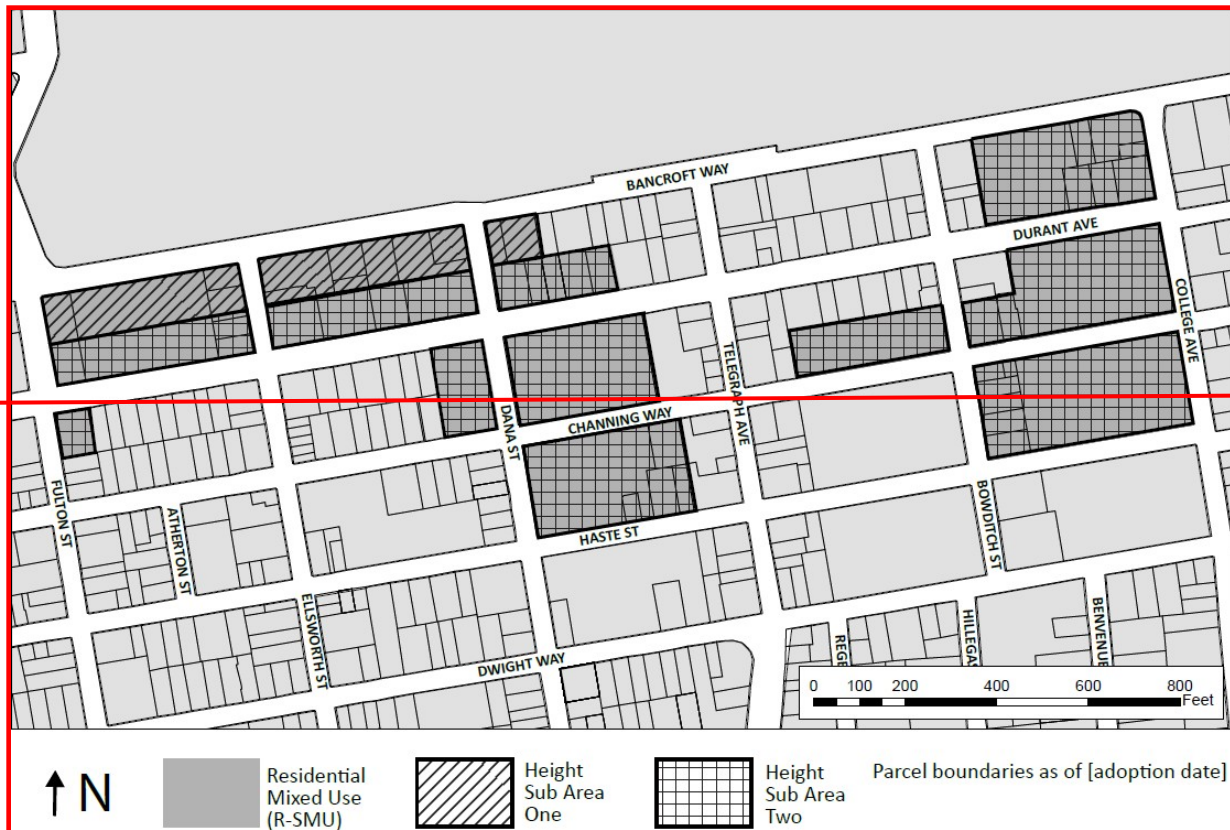 BANCROFT WAY
DURANT AVE
COLLEGE AVE
TELEGRAPH AVE
DANA ST
CHANNING WAY
FULTON ST
ATHERTON ST
HASTE ST
BOWDITCH ST
ELLSWORTH ST
DWIGHT WAY
REGE
HILLEGAS
BENVENUE
0 100 200 400 600 800
Feet
N
Residential
Mixed Use
(R-SMU)
Height
Sub Area
One
Height
Sub Area
Two
Parcel boundaries as of [adoption date]